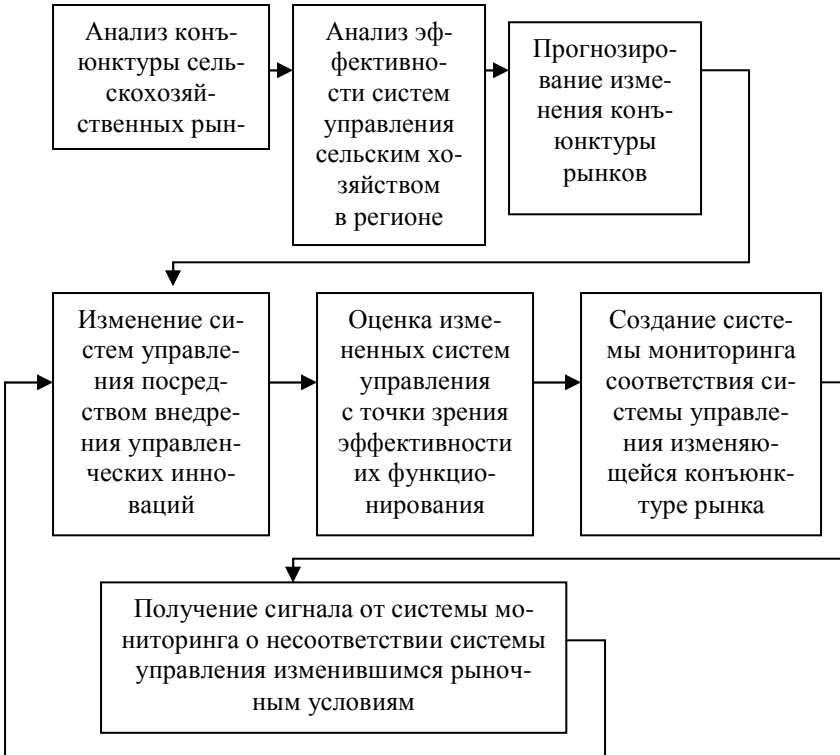 Анализ конъ-
юнктуры сель-
скохозяй-
ственных рын-
Анализ эф-
фективно-
сти систем
управления
сельским хо-
зяйством
в регионе
Прогнозиро-
вание изме-
нения конъ-
юнктуры
рынков
Изменение си-
стем управле-
ния посред-
ством внедре-
ния управлен-
ческих инно-
ваций
Оценка изме-
ненных систем
управления
с точки зрения
эффективности
их функцио-
нирования
Создание систе-
мы мониторинга
соответствия си-
стемы управле-
ния изменяю-
щейся конъюнк-
туре рынка
Получение сигнала от системы мо-
ниторинга о несоответствии системы
управления изменившимся рыноч-
ным условиям